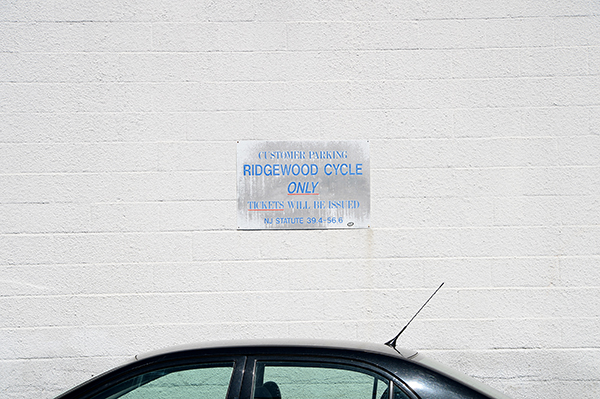 CUSTOMER PARKING
RIDGEWOOD CYCLE
ONLY
TICKETS WILL BE ISSUED
NJ STATUTE 39.4-56.6